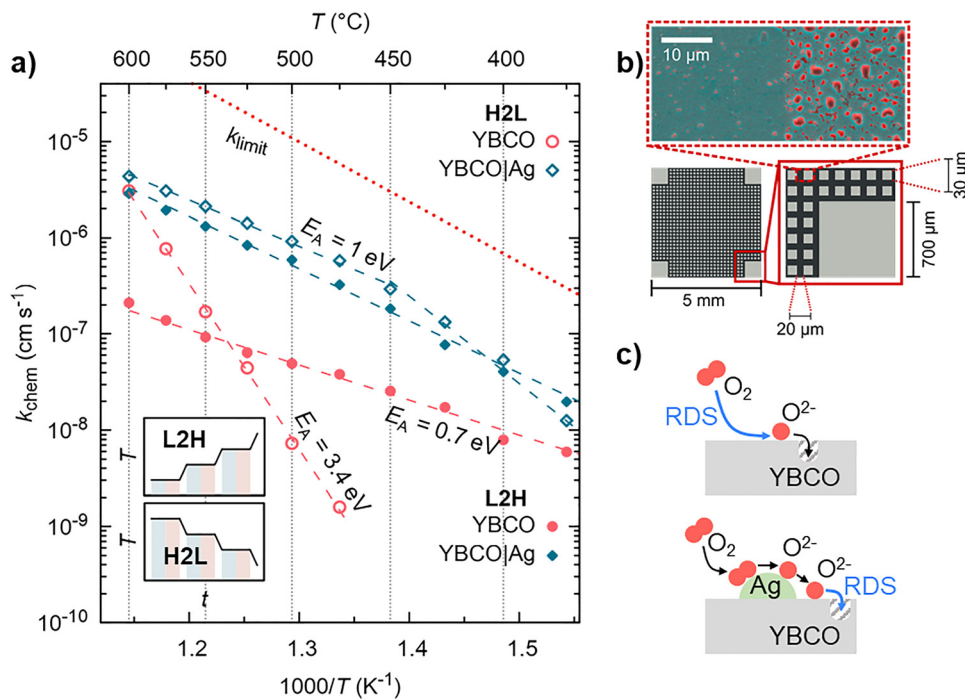 a)
T (°C)
600
550
500
450
400
H2L
YBCO
YBCO|Ag
k_limit
E_A = 1 eV
E_A = 0.7 eV
E_A = 3.4 eV
L2H
YBCO
YBCO|Ag
k_chem (cm s⁻¹)
10⁻⁵
10⁻⁶
10⁻⁷
10⁻⁸
10⁻⁹
10⁻¹⁰
T
L2H
T
H2L
t
1.2
1.3
1.4
1.5
1000/T (K⁻¹)
b)
10 µm
30 µm
700 µm
5 mm
20 µm
c)
O₂
RDS
O²⁻
YBCO
O₂
O²⁻
O²⁻
Ag
RDS
YBCO